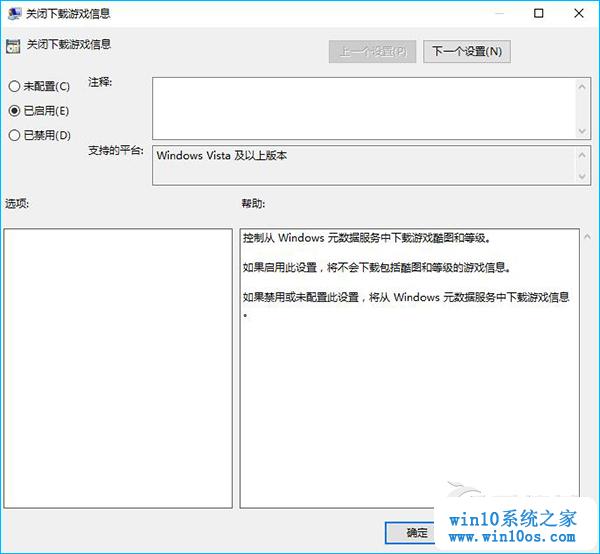 关闭下载游戏信息
关闭下载游戏信息
上一个设置(P)
下一个设置(N)
未配置(C)
注释:
已启用(E)
已禁用(D)
支持的平台:
Windows Vista 及以上版本
选项:
帮助:
控制从 Windows 元数据服务中下载游戏酷图和等级。
如果启用此设置，将不会下载包括酷图和等级的游戏信息。
如果禁用或未配置此设置，将从 Windows 元数据服务中下载游戏信息
。
确定
win10系统之家
www.win10os.com